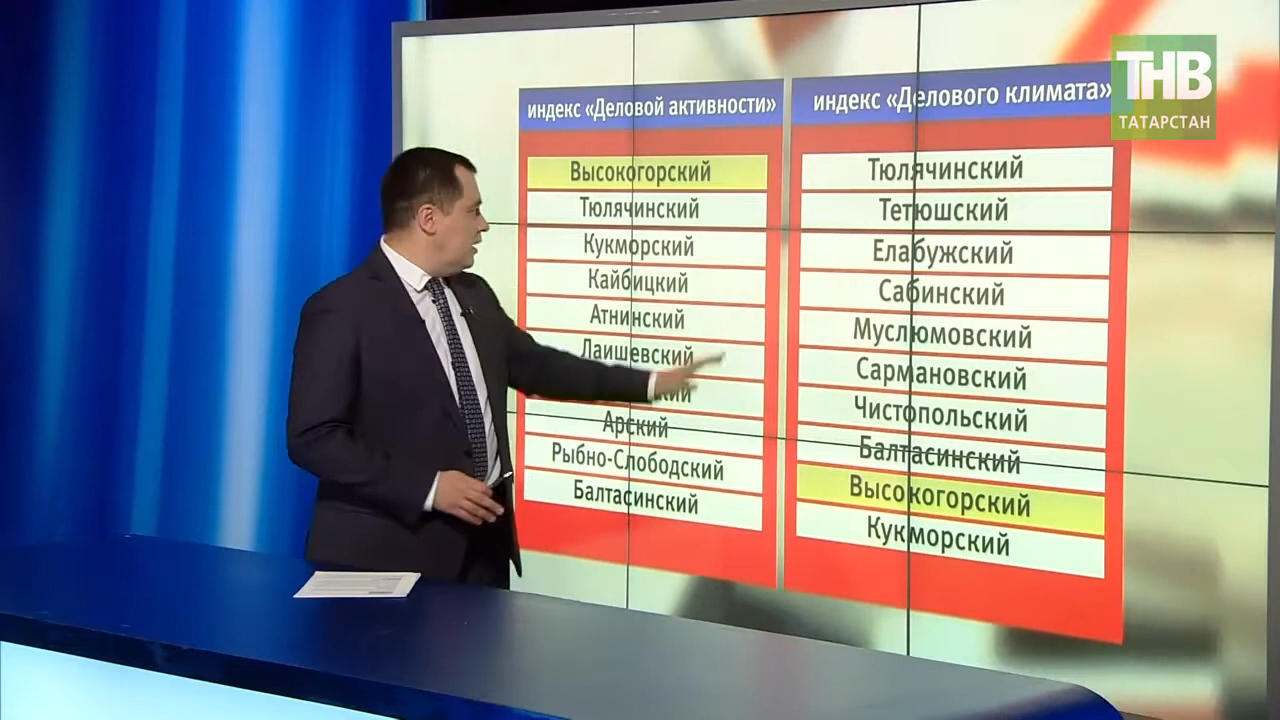 ТНВ
ТАТАРСТАН
индекс «Деловой активности»
Высокогорский
Тюлячинский
Кукморский
Кайбицкий
Атнинский
Лаишевский
Арский
Рыбно-Слободский
Балтасинский
индекс «Делового климата»
Тюлячинский
Тетюшский
Елабужский
Сабинский
Муслюмовский
Сармановский
Чистопольский
Балтасинский
Высокогорский
Кукморский